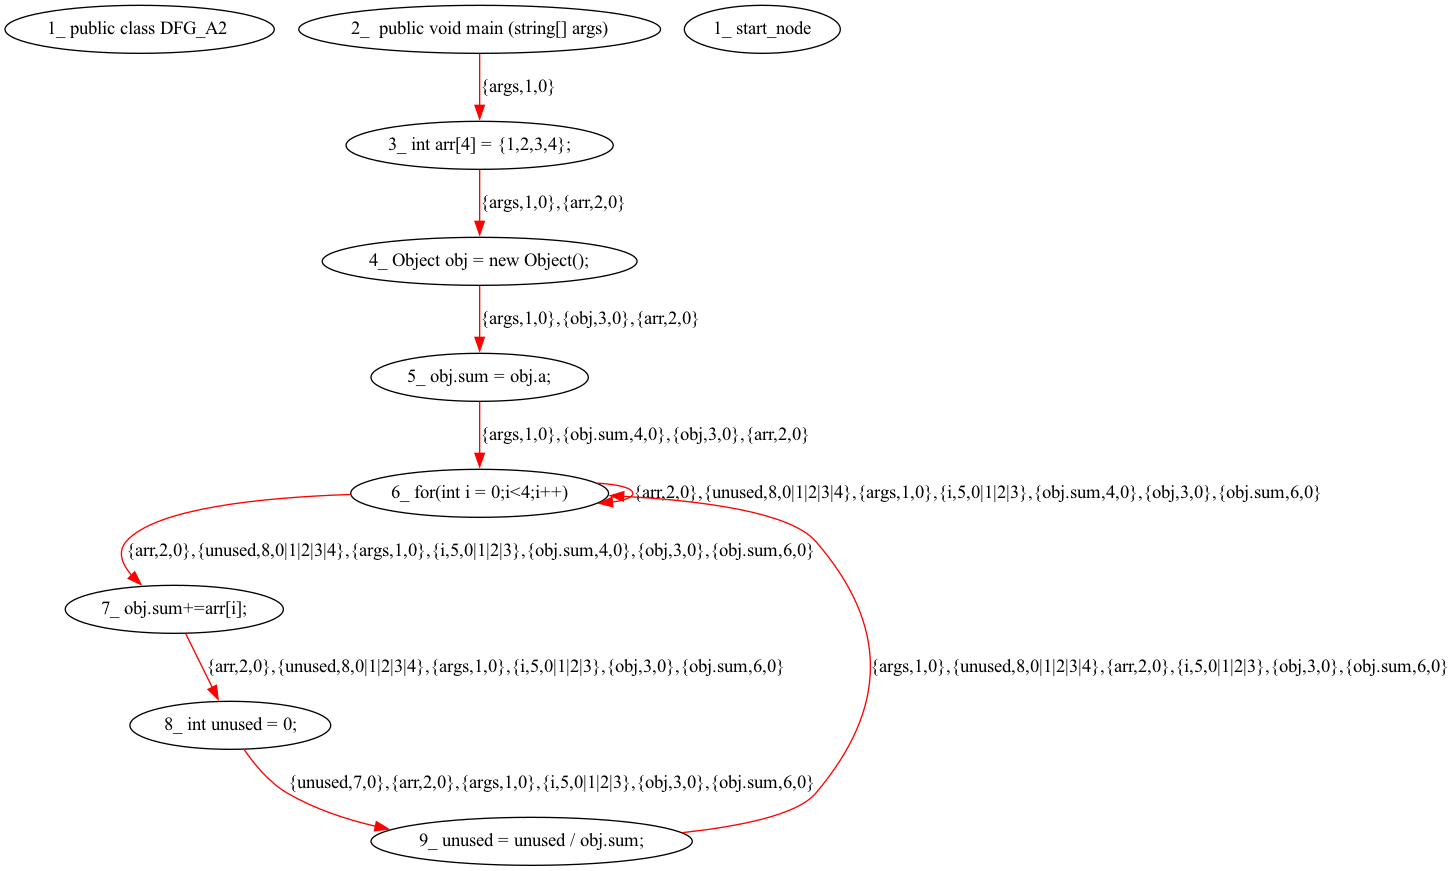 1_ public class DFG_A2
2_  public void main (string[] args)
1_ start_node
{args,1,0}
3_ int arr[4] = {1,2,3,4};
{args,1,0},{arr,2,0}
4_ Object obj = new Object();
{args,1,0},{obj,3,0},{arr,2,0}
5_ obj.sum = obj.a;
{args,1,0},{obj.sum,4,0},{obj,3,0},{arr,2,0}
6_ for(int i = 0;i<4;i++)
{arr,2,0},{unused,8,0|1|2|3|4},{args,1,0},{i,5,0|1|2|3},{obj.sum,4,0},{obj,3,0},{obj.sum,6,0}
{arr,2,0},{unused,8,0|1|2|3|4},{args,1,0},{i,5,0|1|2|3},{obj.sum,4,0},{obj,3,0},{obj.sum,6,0}
7_ obj.sum+=arr[i];
{arr,2,0},{unused,8,0|1|2|3|4},{args,1,0},{i,5,0|1|2|3},{obj,3,0},{obj.sum,6,0}
{args,1,0},{unused,8,0|1|2|3|4},{arr,2,0},{i,5,0|1|2|3},{obj,3,0},{obj.sum,6,0}
8_ int unused = 0;
{unused,7,0},{arr,2,0},{args,1,0},{i,5,0|1|2|3},{obj,3,0},{obj.sum,6,0}
9_ unused = unused / obj.sum;